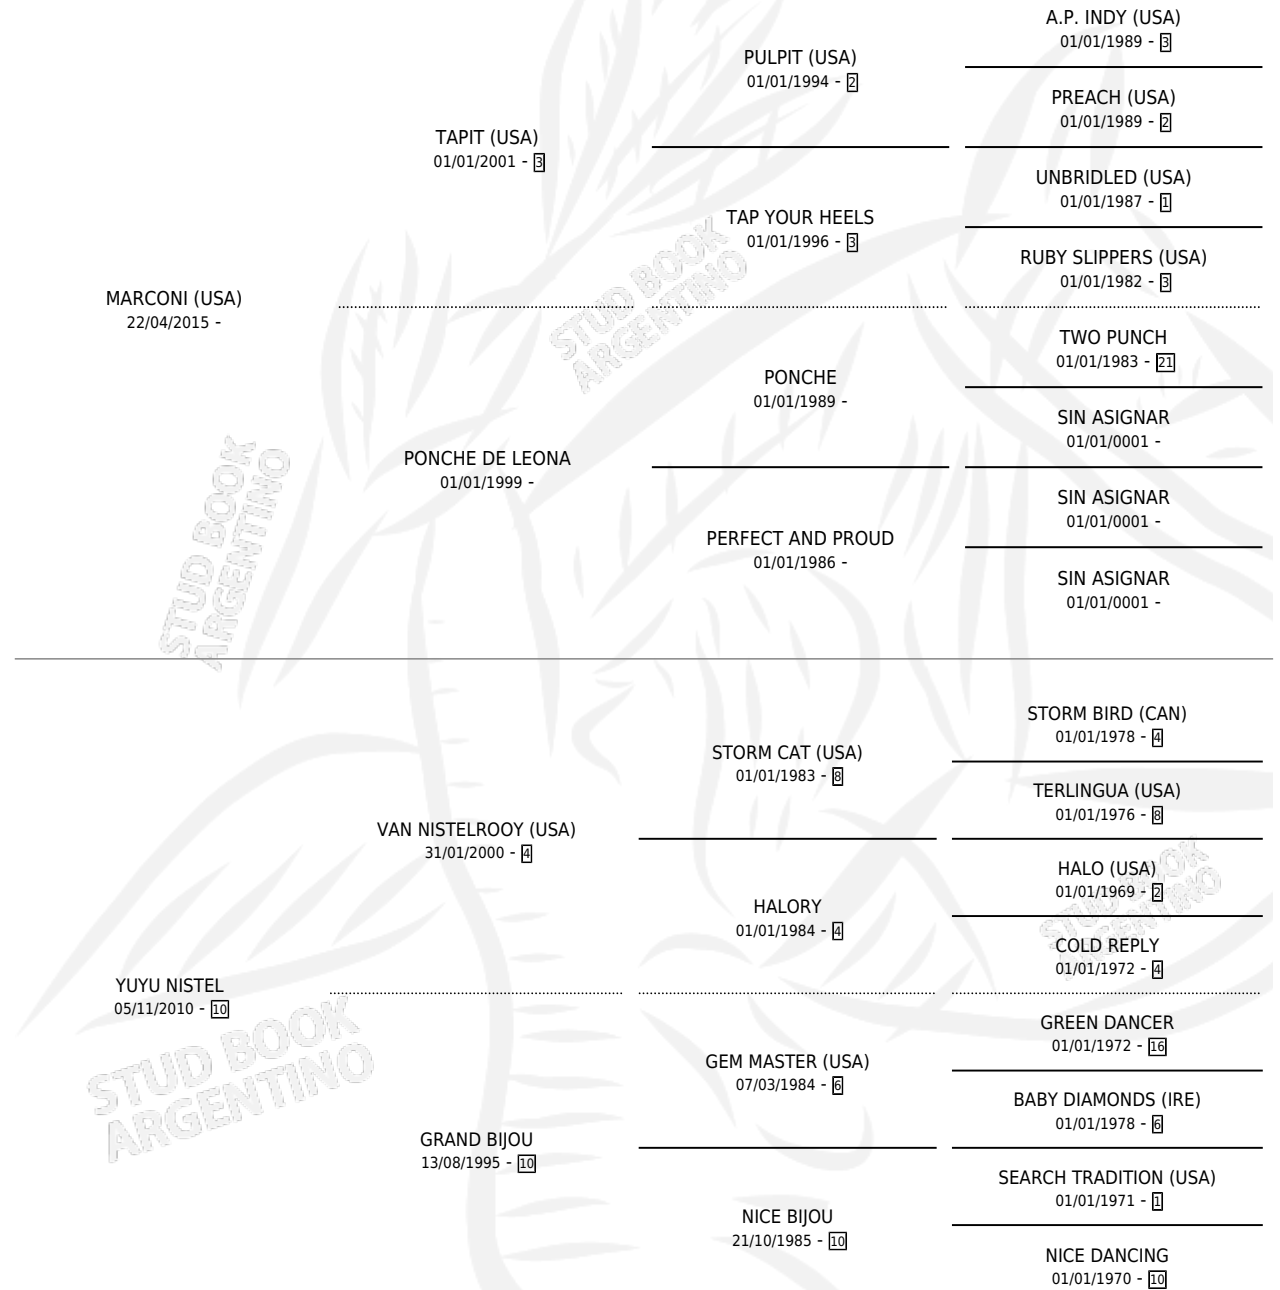 A.P. INDY (USA)
01/01/1989 - 3
PULPIT (USA)
01/01/1994 - 2
PREACH (USA)
01/01/1989 - 2
TAPIT (USA)
01/01/2001 - 3
UNBRIDLED (USA)
01/01/1987 - 1
TAP YOUR HEELS
01/01/1996 - 3
RUBY SLIPPERS (USA)
01/01/1982 - 3
MARCONI (USA)
22/04/2015 -
TWO PUNCH
01/01/1983 - 21
PONCHE
01/01/1989 -
SIN ASIGNAR
01/01/0001 -
PONCHE DE LEONA
01/01/1999 -
SIN ASIGNAR
01/01/0001 -
PERFECT AND PROUD
01/01/1986 -
SIN ASIGNAR
01/01/0001 -
STORM BIRD (CAN)
01/01/1978 - 4
STORM CAT (USA)
01/01/1983 - 8
TERLINGUA (USA)
01/01/1976 - 8
VAN NISTELROOY (USA)
31/01/2000 - 4
HALO (USA)
01/01/1969 - 2
HALORY
01/01/1984 - 4
COLD REPLY
01/01/1972 - 4
YUYU NISTEL
05/11/2010 - 10
GREEN DANCER
01/01/1972 - 16
GEM MASTER (USA)
07/03/1984 - 6
BABY DIAMONDS (IRE)
01/01/1978 - 6
GRAND BIJOU
13/08/1995 - 10
SEARCH TRADITION (USA)
01/01/1971 - 1
NICE BIJOU
21/10/1985 - 10
NICE DANCING
01/01/1970 - 10
STUD BOOK
ARGENTINO
STUD BOOK
ARGENTINO
STUD BOOK
ARGENTINO
STUD BOOK
ARGENTINO